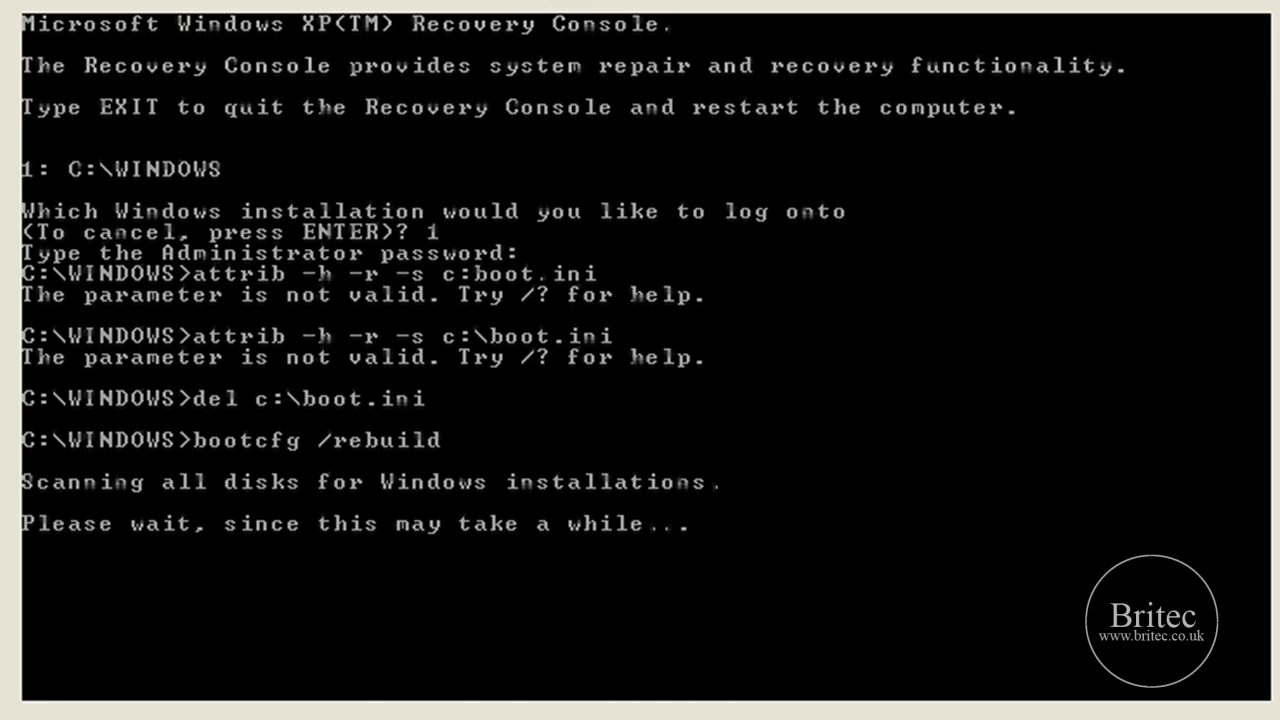 Microsoft Windows XP(TM) Recovery Console.
The Recovery Console provides system repair and recovery functionality.
Type EXIT to quit the Recovery Console and restart the computer.
1: C:\WINDOWS
Which Windows installation would you like to log onto
(To cancel, press ENTER)? 1
Type the Administrator password:
C:\WINDOWS>attrib -h -r -s c:boot.ini
The parameter is not valid. Try /? for help.
C:\WINDOWS>attrib -h -r -s c:\boot.ini
The parameter is not valid. Try /? for help.
C:\WINDOWS>del c:\boot.ini
C:\WINDOWS>bootcfg /rebuild
Scanning all disks for Windows installations.
Please wait, since this may take a while...
Britec
www.britec.co.uk